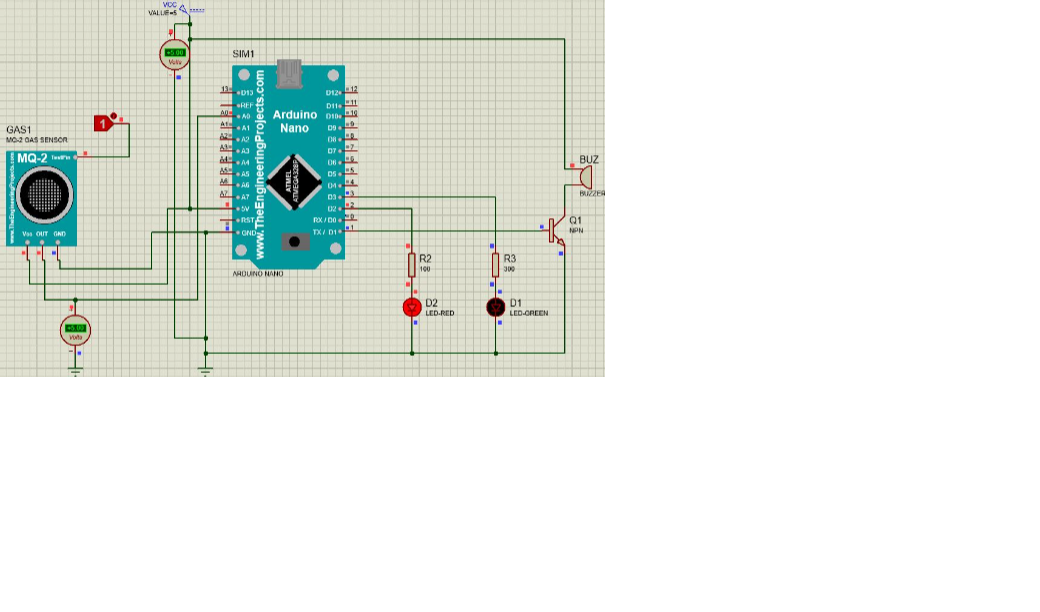 VCC
VALUE=5
+5.00
Volts
SIM1
GAS1
MQ-2 GAS SENSOR
1
MQ-2
TestPin
www.TheEngineeringProjects.com
Vcc OUT GND
+5.00
Volts
Arduino
Nano
ATMEL
ATMEGA328P
www.TheEngineeringProjects.com
13 D13
REF
A0 A0
A1 A1
A2 A2
A3 A3
A4 A4
A5 A5
A6 A6
A7 A7
5V
RST
GND
D12 12
D11 11
D10 10
D9 9
D8 8
D7 7
D6 6
D5 5
D4 4
D3 3
D2 2
RX / D0 0
TX / D1 1
ARDUINO NANO
BUZ
BUZZER
Q1
NPN
R2
100
R3
300
D2
LED-RED
D1
LED-GREEN